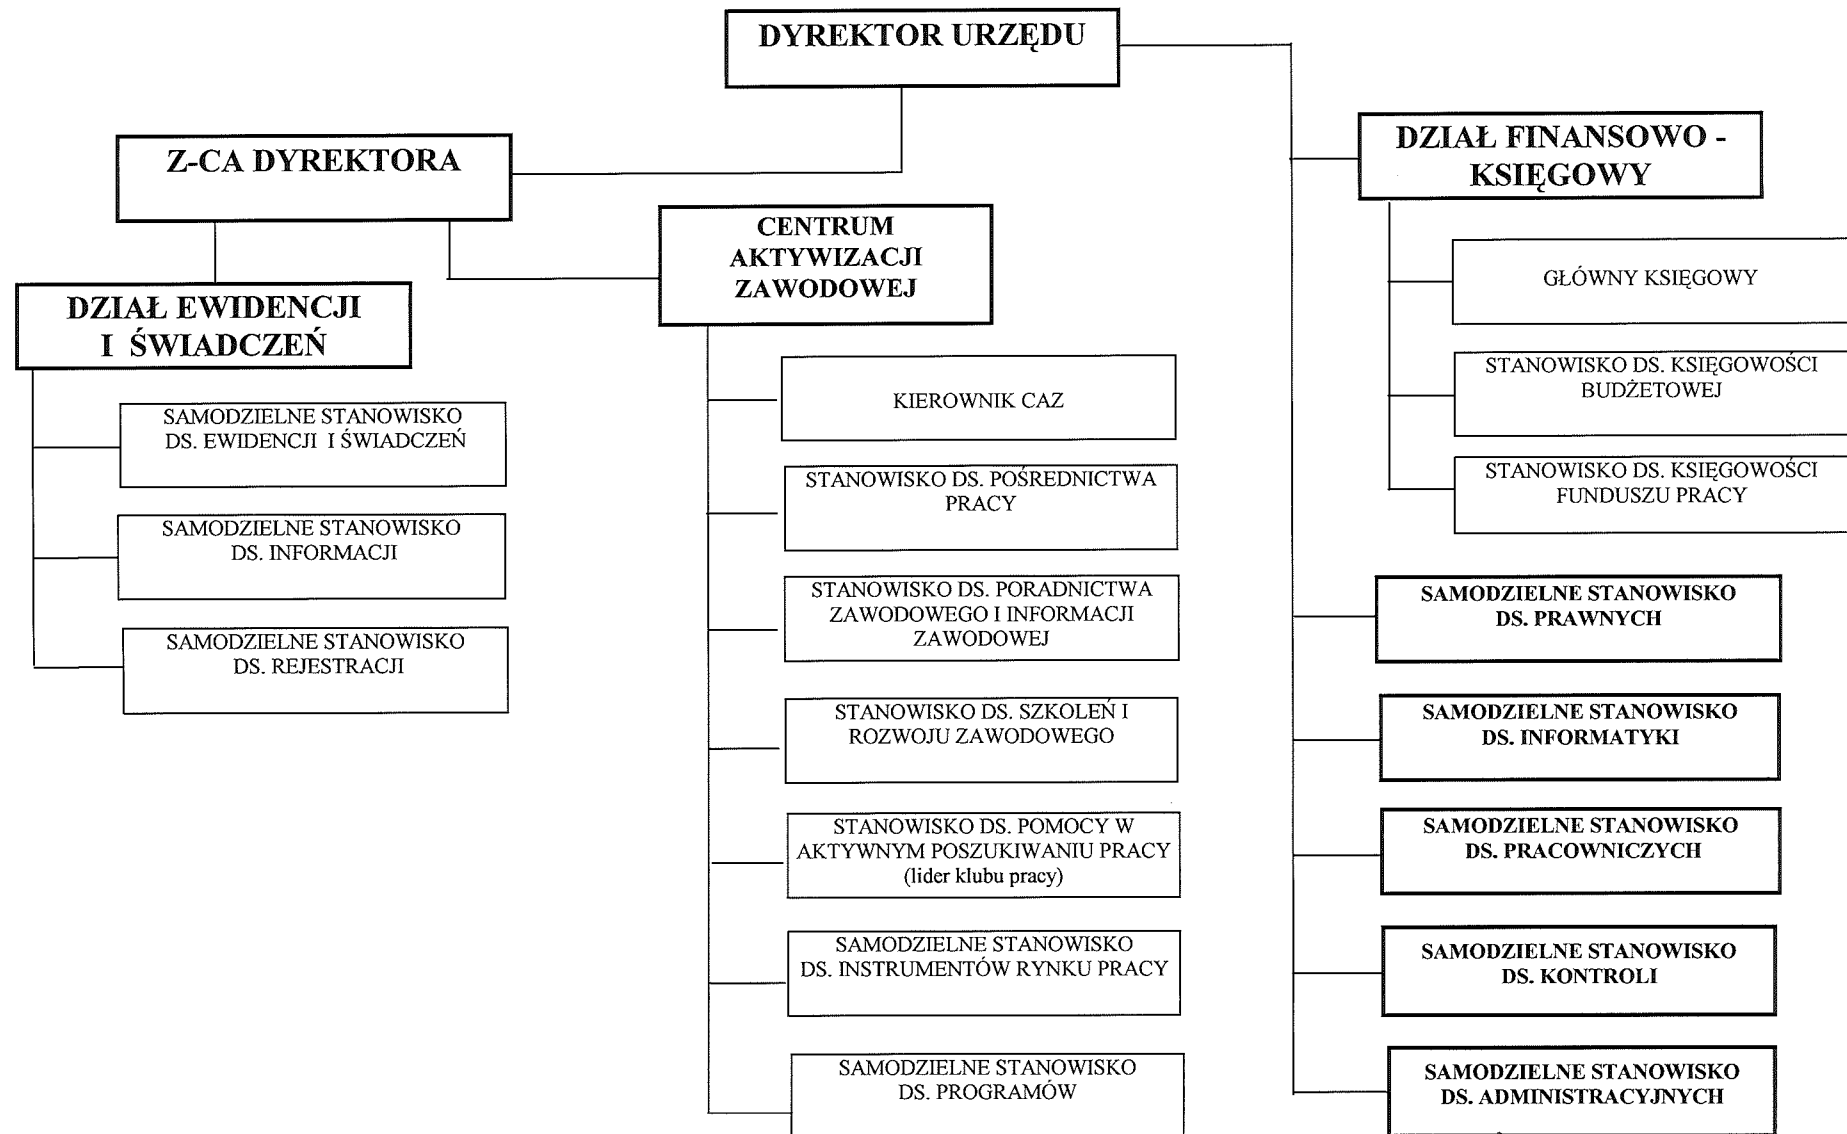 DYREKTOR URZĘDU
Z-CA DYREKTORA
DZIAŁ EWIDENCJI
I ŚWIADCZEŃ
SAMODZIELNE STANOWISKO
DS. EWIDENCJI I ŚWIADCZEŃ
SAMODZIELNE STANOWISKO
DS. INFORMACJI
SAMODZIELNE STANOWISKO
DS. REJESTRACJI
CENTRUM
AKTYWIZACJI
ZAWODOWEJ
KIEROWNIK CAZ
STANOWISKO DS. POŚREDNICTWA
PRACY
STANOWISKO DS. PORADNICTWA
ZAWODOWEGO I INFORMACJI
ZAWODOWEJ
STANOWISKO DS. SZKOLEŃ I
ROZWOJU ZAWODOWEGO
STANOWISKO DS. POMOCY W
AKTYWNYM POSZUKIWANIU PRACY
(lider klubu pracy)
SAMODZIELNE STANOWISKO
DS. INSTRUMENTÓW RYNKU PRACY
SAMODZIELNE STANOWISKO
DS. PROGRAMÓW
DZIAŁ FINANSOWO -
KSIĘGOWY
GŁÓWNY KSIĘGOWY
STANOWISKO DS. KSIĘGOWOŚCI
BUDŻETOWEJ
STANOWISKO DS. KSIĘGOWOŚCI
FUNDUSZU PRACY
SAMODZIELNE STANOWISKO
DS. PRAWNYCH
SAMODZIELNE STANOWISKO
DS. INFORMATYKI
SAMODZIELNE STANOWISKO
DS. PRACOWNICZYCH
SAMODZIELNE STANOWISKO
DS. KONTROLI
SAMODZIELNE STANOWISKO
DS. ADMINISTRACYJNYCH